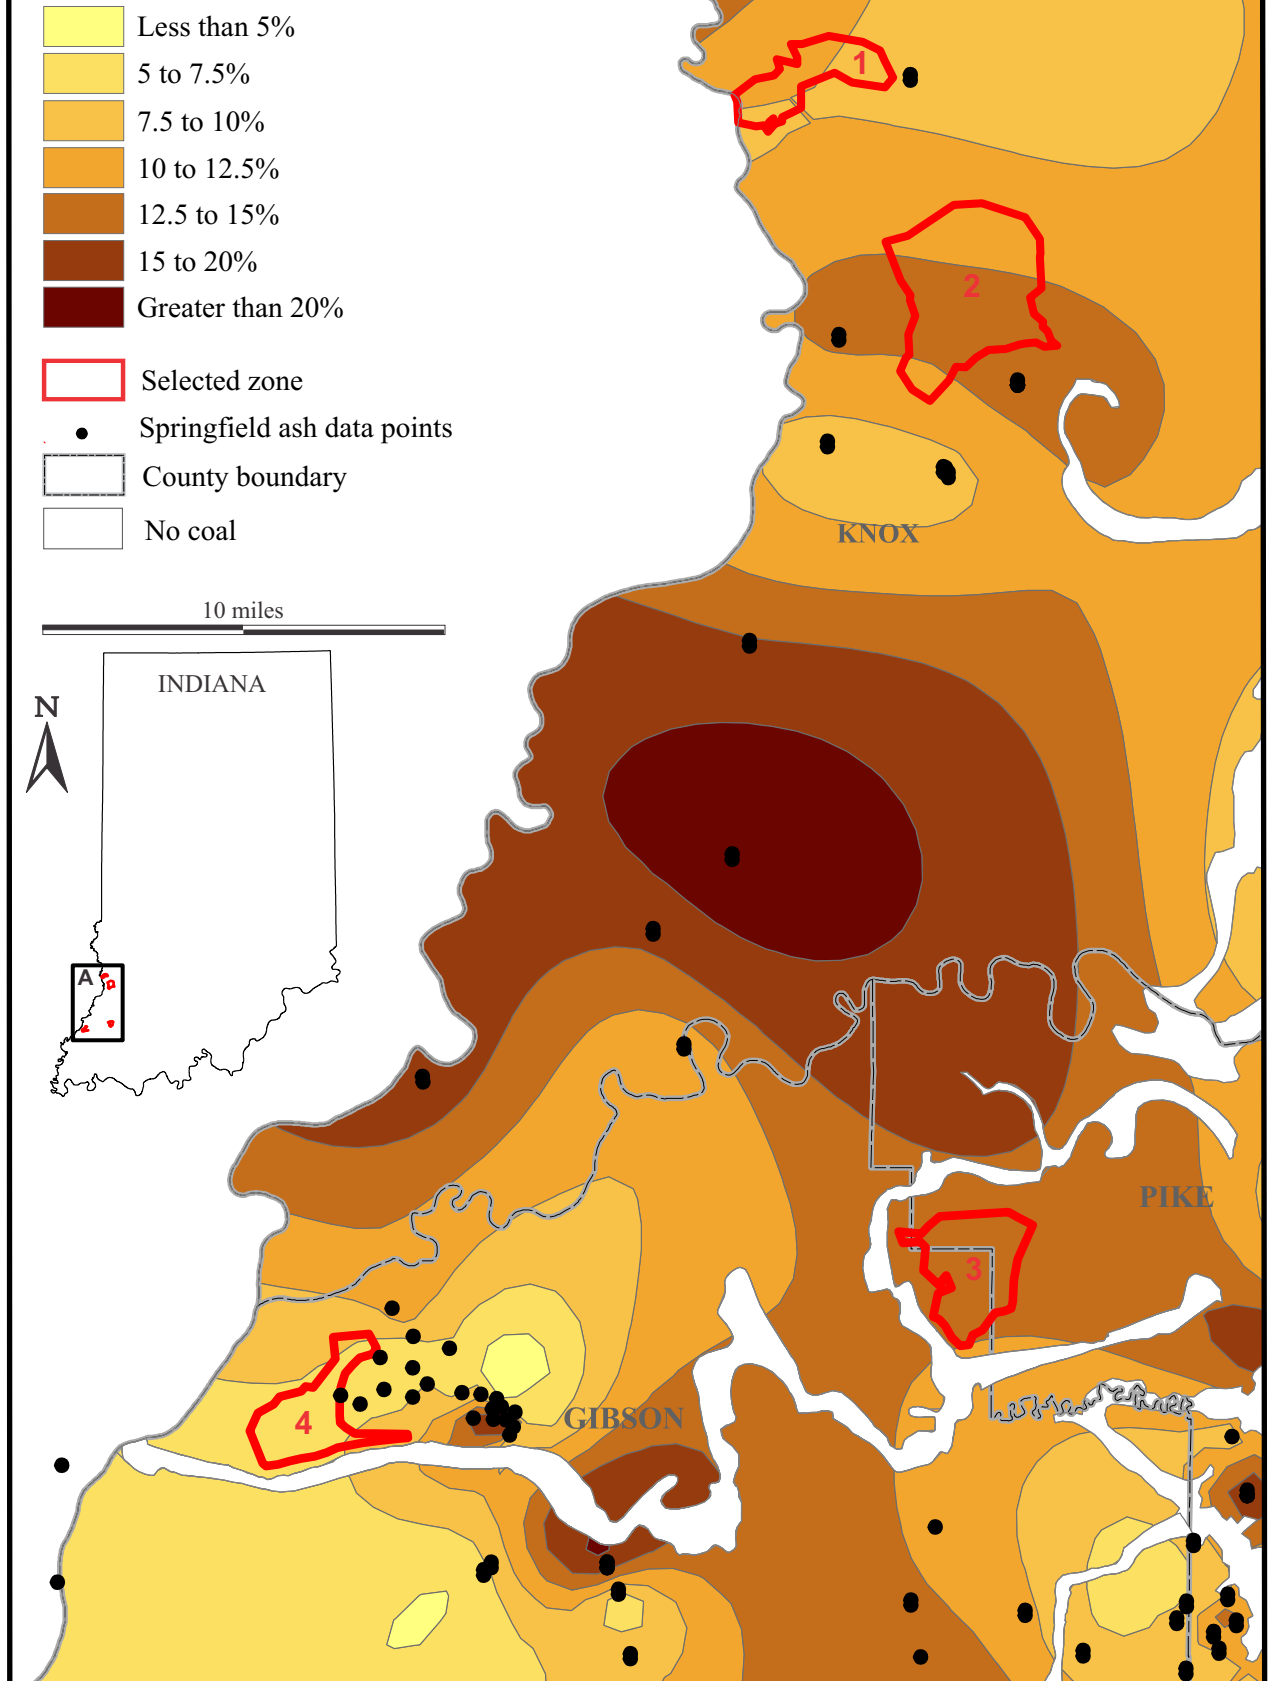 Less than 5%
5 to 7.5%
7.5 to 10%
10 to 12.5%
12.5 to 15%
15 to 20%
Greater than 20%
Selected zone
Springfield ash data points
County boundary
No coal
10 miles
INDIANA
N
A
1
2
KNOX
PIKE
3
4
GIBSON